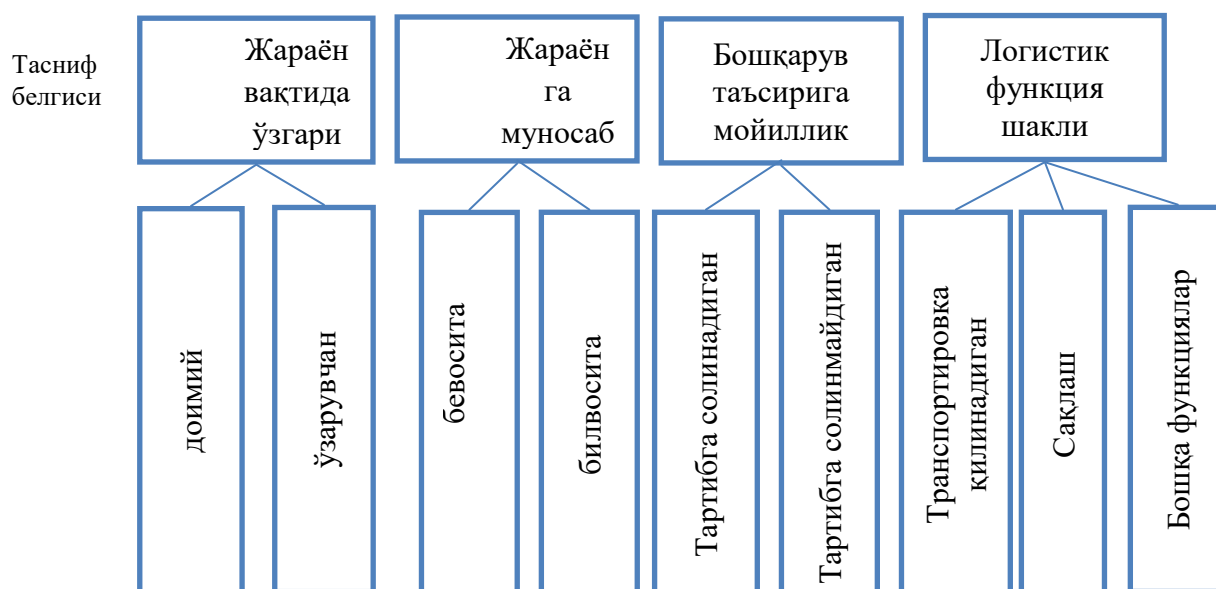 Тасниф
белгиси
Жараён
вақтида
ўзгари
Жараён
га
муносаб
Бошқарув
таъсирига
мойиллик
Логистик
функция
шакли
доимий
ўзарувчан
бевосита
билвосита
Тартибга солинадиган
Тартибга солинмайдиган
Транспортировка
қилинадиган
Сақлаш
Бошқа функциялар